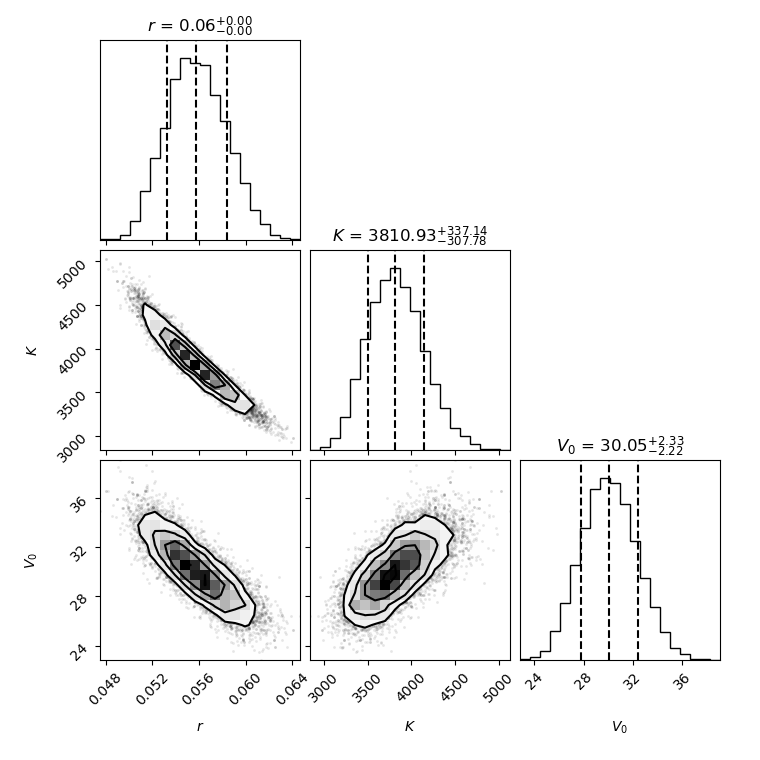 r = 0.06+0.00−0.00
K = 3810.93+337.14−307.78
5000
4500
4000
3500
3000
K
V0 = 30.05+2.33−2.22
36
32
28
24
V0
0.048 0.052 0.056 0.060 0.064
3000 3500 4000 4500 5000
24 28 32 36
r K V0